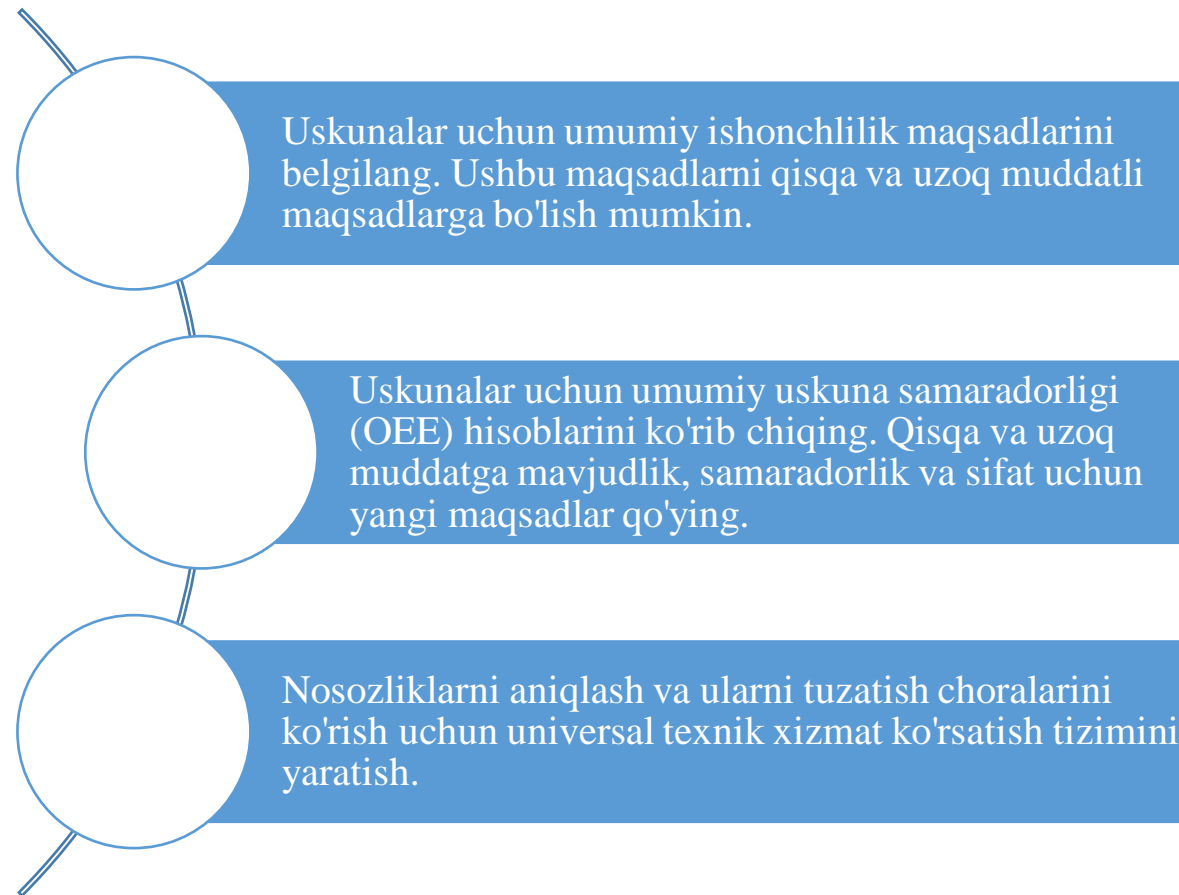 Uskunalar uchun umumiy ishonchlilik maqsadlarini
belgilang. Ushbu maqsadlarni qisqa va uzoq muddatli
maqsadlarga bo'lish mumkin.
Uskunalar uchun umumiy uskuna samaradorligi
(OEE) hisoblarini ko'rib chiqing. Qisqa va uzoq
muddatga mavjudlik, samaradorlik va sifat uchun
yangi maqsadlar qo'ying.
Nosozliklarni aniqlash va ularni tuzatish choralarini
ko'rish uchun universal texnik xizmat ko'rsatish tizimini
yaratish.